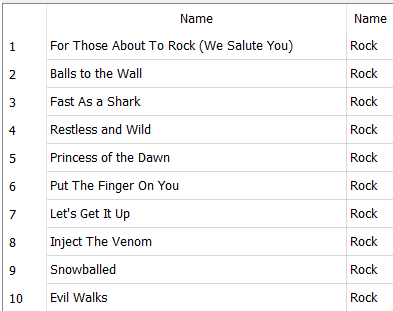 Name Name
1 For Those About To Rock (We Salute You) Rock
2 Balls to the Wall Rock
3 Fast As a Shark Rock
4 Restless and Wild Rock
5 Princess of the Dawn Rock
6 Put The Finger On You Rock
7 Let's Get It Up Rock
8 Inject The Venom Rock
9 Snowballed Rock
10 Evil Walks Rock